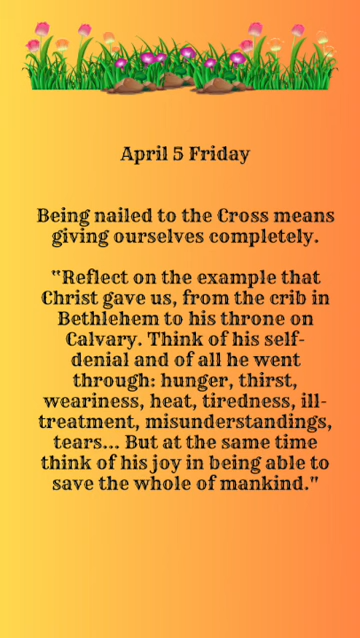 April 5 Friday
Being nailed to the Cross means
giving ourselves completely.
"Reflect on the example that
Christ gave us, from the crib in
Bethlehem to his throne on
Calvary. Think of his self-
denial and of all he went
through: hunger, thirst,
weariness, heat, tiredness, ill-
treatment, misunderstandings,
tears... But at the same time
think of his joy in being able to
save the whole of mankind."